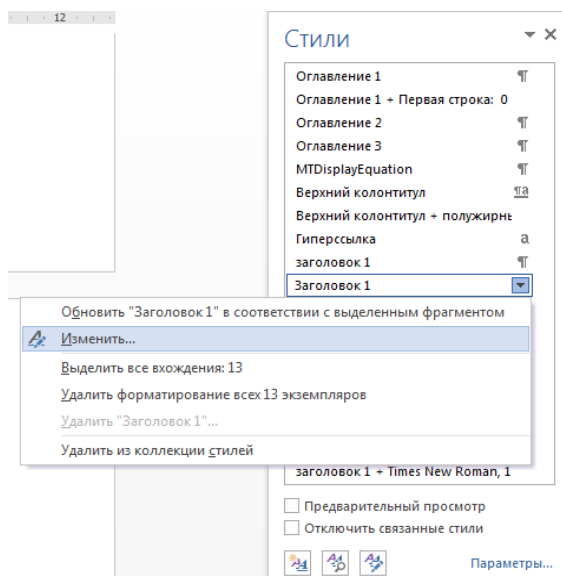 12
Стили
Оглавление 1 ¶
Оглавление 1 + Первая строка: 0
Оглавление 2 ¶
Оглавление 3 ¶
MTDisplayEquation ¶
Верхний колонтитул ¶a
Верхний колонтитул + полужирнь
Гиперссылка a
заголовок 1 ¶
Заголовок 1
Обновить "Заголовок 1" в соответствии с выделенным фрагментом
Изменить...
Выделить все вхождения: 13
Удалить форматирование всех 13 экземпляров
Удалить "Заголовок 1"...
Удалить из коллекции стилей
заголовок 1 + Times New Roman, 1
Предварительный просмотр
Отключить связанные стили
Параметры...